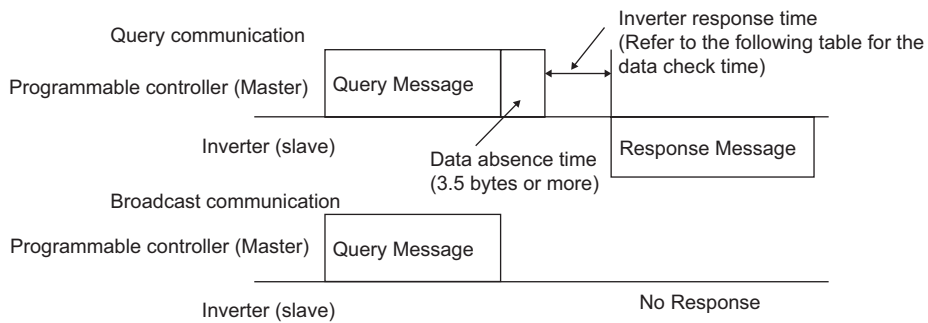 Inverter response time
(Refer to the following table for the
data check time)
Query communication
Programmable controller (Master)
Query Message
Inverter (slave)
Data absence time
(3.5 bytes or more)
Response Message
Broadcast communication
Programmable controller (Master)
Query Message
Inverter (slave)
No Response